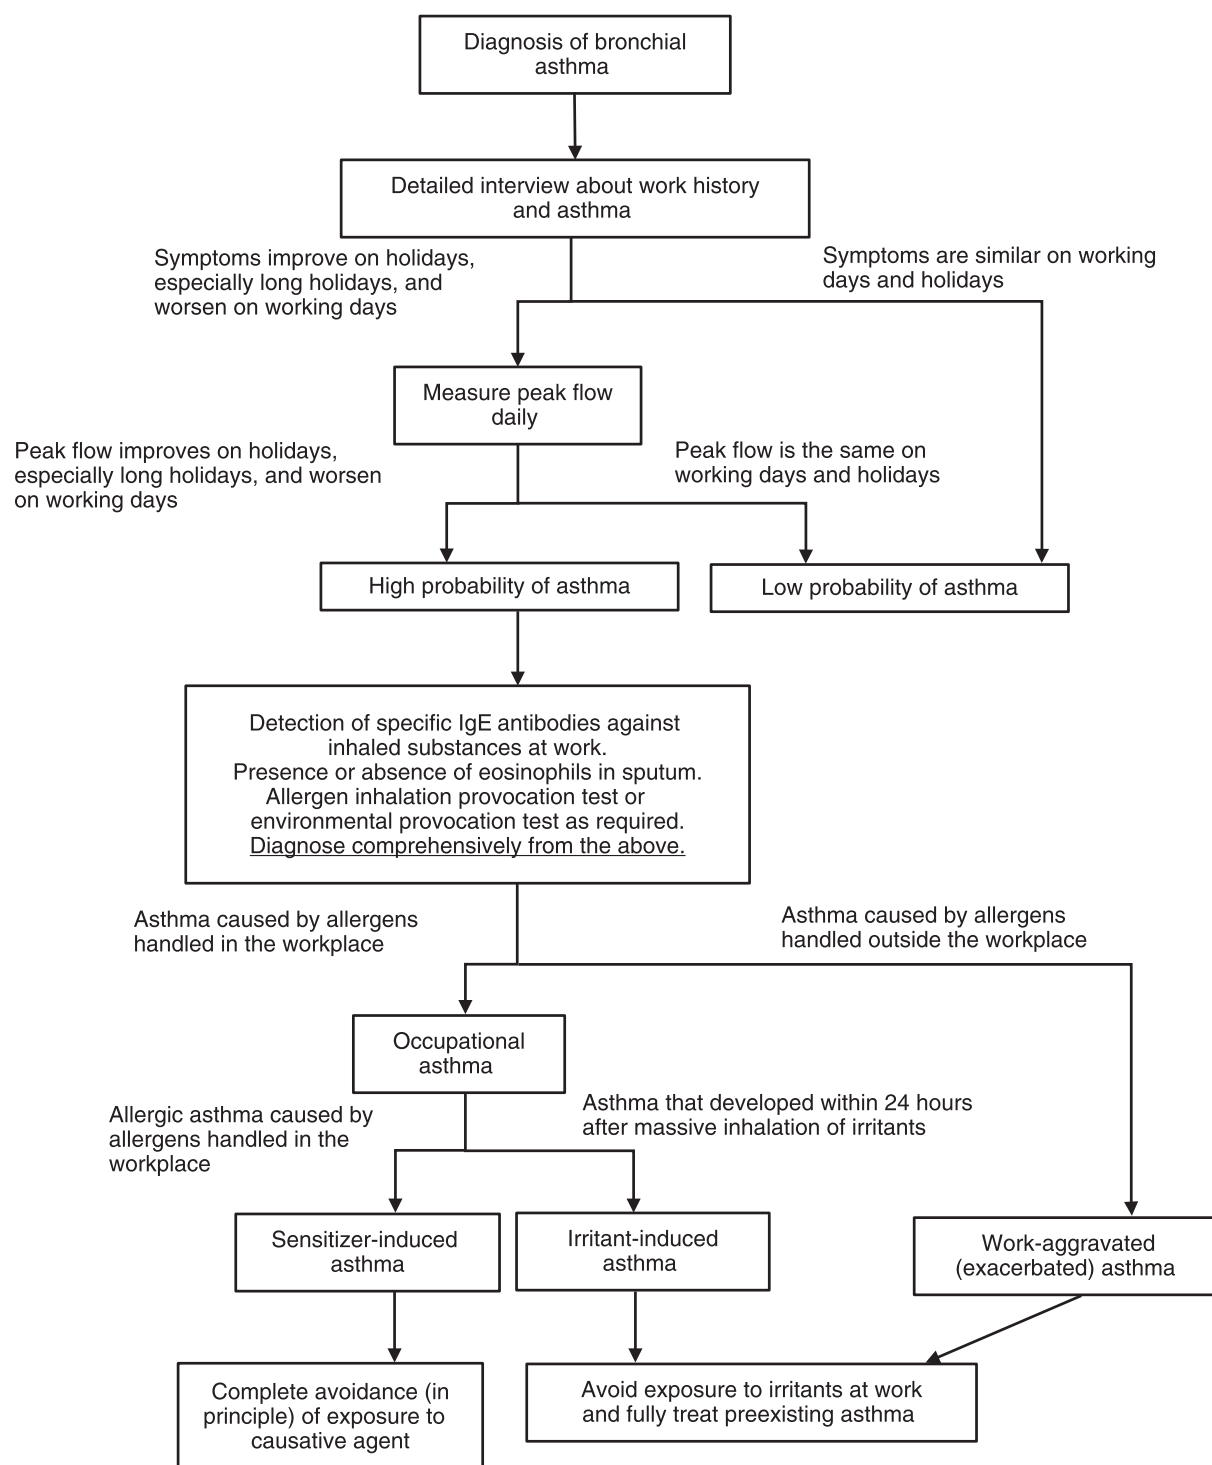 Diagnosis of bronchial
asthma
Detailed interview about work history
and asthma
Symptoms improve on holidays,
especially long holidays, and
worsen on working days
Symptoms are similar on working
days and holidays
Measure peak flow
daily
Peak flow improves on holidays,
especially long holidays, and worsen
on working days
Peak flow is the same on
working days and holidays
High probability of asthma
Low probability of asthma
Detection of specific IgE antibodies against
inhaled substances at work.
Presence or absence of eosinophils in sputum.
Allergen inhalation provocation test or
environmental provocation test as required.
Diagnose comprehensively from the above.
Asthma caused by allergens
handled in the workplace
Asthma caused by allergens
handled outside the workplace
Occupational
asthma
Allergic asthma caused by
allergens handled in the
workplace
Asthma that developed within 24 hours
after massive inhalation of irritants
Sensitizer-induced
asthma
Irritant-induced
asthma
Work-aggravated
(exacerbated) asthma
Complete avoidance (in
principle) of exposure to
causative agent
Avoid exposure to irritants at work
and fully treat preexisting asthma